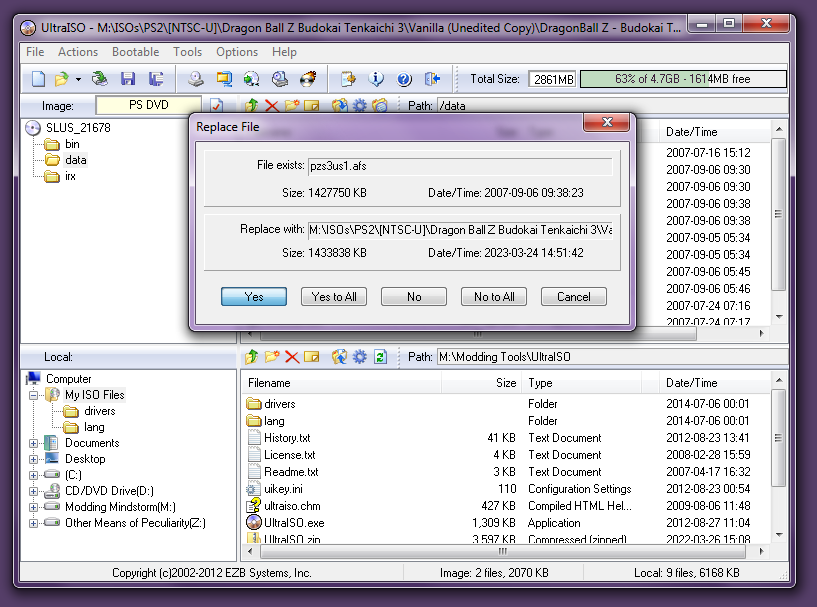 UltraISO - M:\ISOs\PS2\[NTSC-U]\Dragon Ball Z Budokai Tenkaichi 3\Vanilla (Unedited Copy)\DragonBall Z - Budokai T...
File Actions Bootable Tools Options Help
Total Size: 2861MB 63% of 4.7GB - 1614MB free
Image: PS DVD Path: /data
SLUS_21678
bin
data
irx
Date/Time
2007-07-16 15:12
2007-09-06 09:30
2007-09-06 09:30
2007-09-06 09:38
2007-09-06 09:38
2007-09-05 05:34
2007-09-06 05:34
2007-09-06 05:45
2007-09-06 05:46
2007-07-24 07:16
2007-07-24 07:17
Replace File
File exists: pzs3us1.afs
Size: 1427750 KB Date/Time: 2007-09-06 09:38:23
Replace with: M:\ISOs\PS2\[NTSC-U]\Dragon Ball Z Budokai Tenkaichi 3\Va
Size: 1433838 KB Date/Time: 2023-03-24 14:51:42
Yes Yes to All No No to All Cancel
Local: Path: M:\Modding Tools\UltraISO
Computer
My ISO Files
drivers
lang
Documents
Desktop
(C:)
CD/DVD Drive(D:)
Modding Mindstorm(M:)
Other Means of Peculiarity(Z:)
Filename Size Type Date/Time
drivers Folder 2014-07-06 00:01
lang Folder 2014-07-06 00:01
History.txt 41 KB Text Document 2012-08-23 13:41
License.txt 4 KB Text Document 2008-02-28 15:59
Readme.txt 3 KB Text Document 2007-04-17 16:32
uikey.ini 110 Configuration Settings 2012-08-23 00:54
ultraiso.chm 427 KB Compiled HTML Hel... 2009-08-06 11:48
UltraISO.exe 1,309 KB Application 2012-08-27 11:04
UltraISO.zip 3,597 KB Compressed (zipped) 2022-03-26 15:08
Copyright (c)2002-2012 EZB Systems, Inc. Image: 2 files, 2070 KB Local: 9 files, 6168 KB